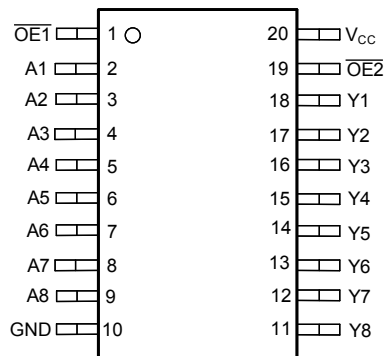 OE1 1 20 VCC
A1 2 19 OE2
A2 3 18 Y1
A3 4 17 Y2
A4 5 16 Y3
A5 6 15 Y4
A6 7 14 Y5
A7 8 13 Y6
A8 9 12 Y7
GND 10 11 Y8